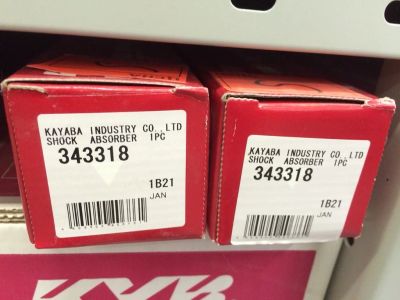 KAYABA INDUSTRY CO.,LTD
SHOCK ABSORBER 1PC
343318
1B21
JAN
KAYABA INDUSTRY CO.,LTD
SHOCK ABSORBER 1PC
343318
1B21
JAN
KYB